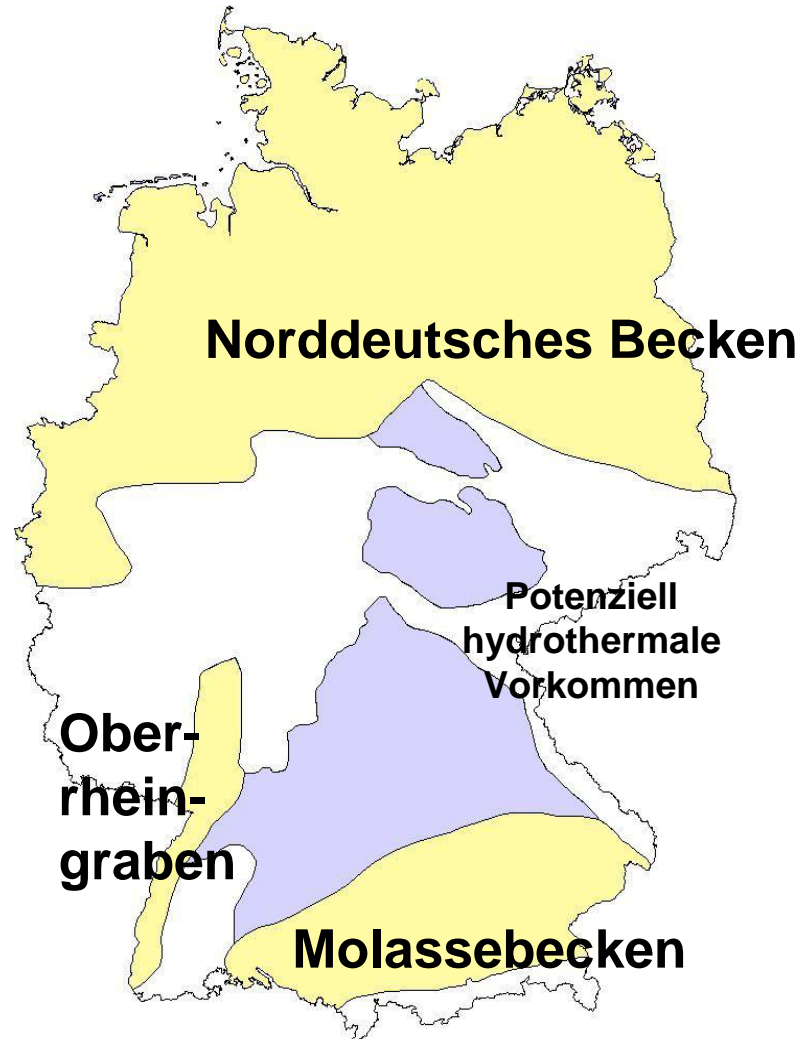 Norddeutsches Becken
Potenziell
hydrothermale
Vorkommen
Ober-
rhein-
graben
Molassebecken